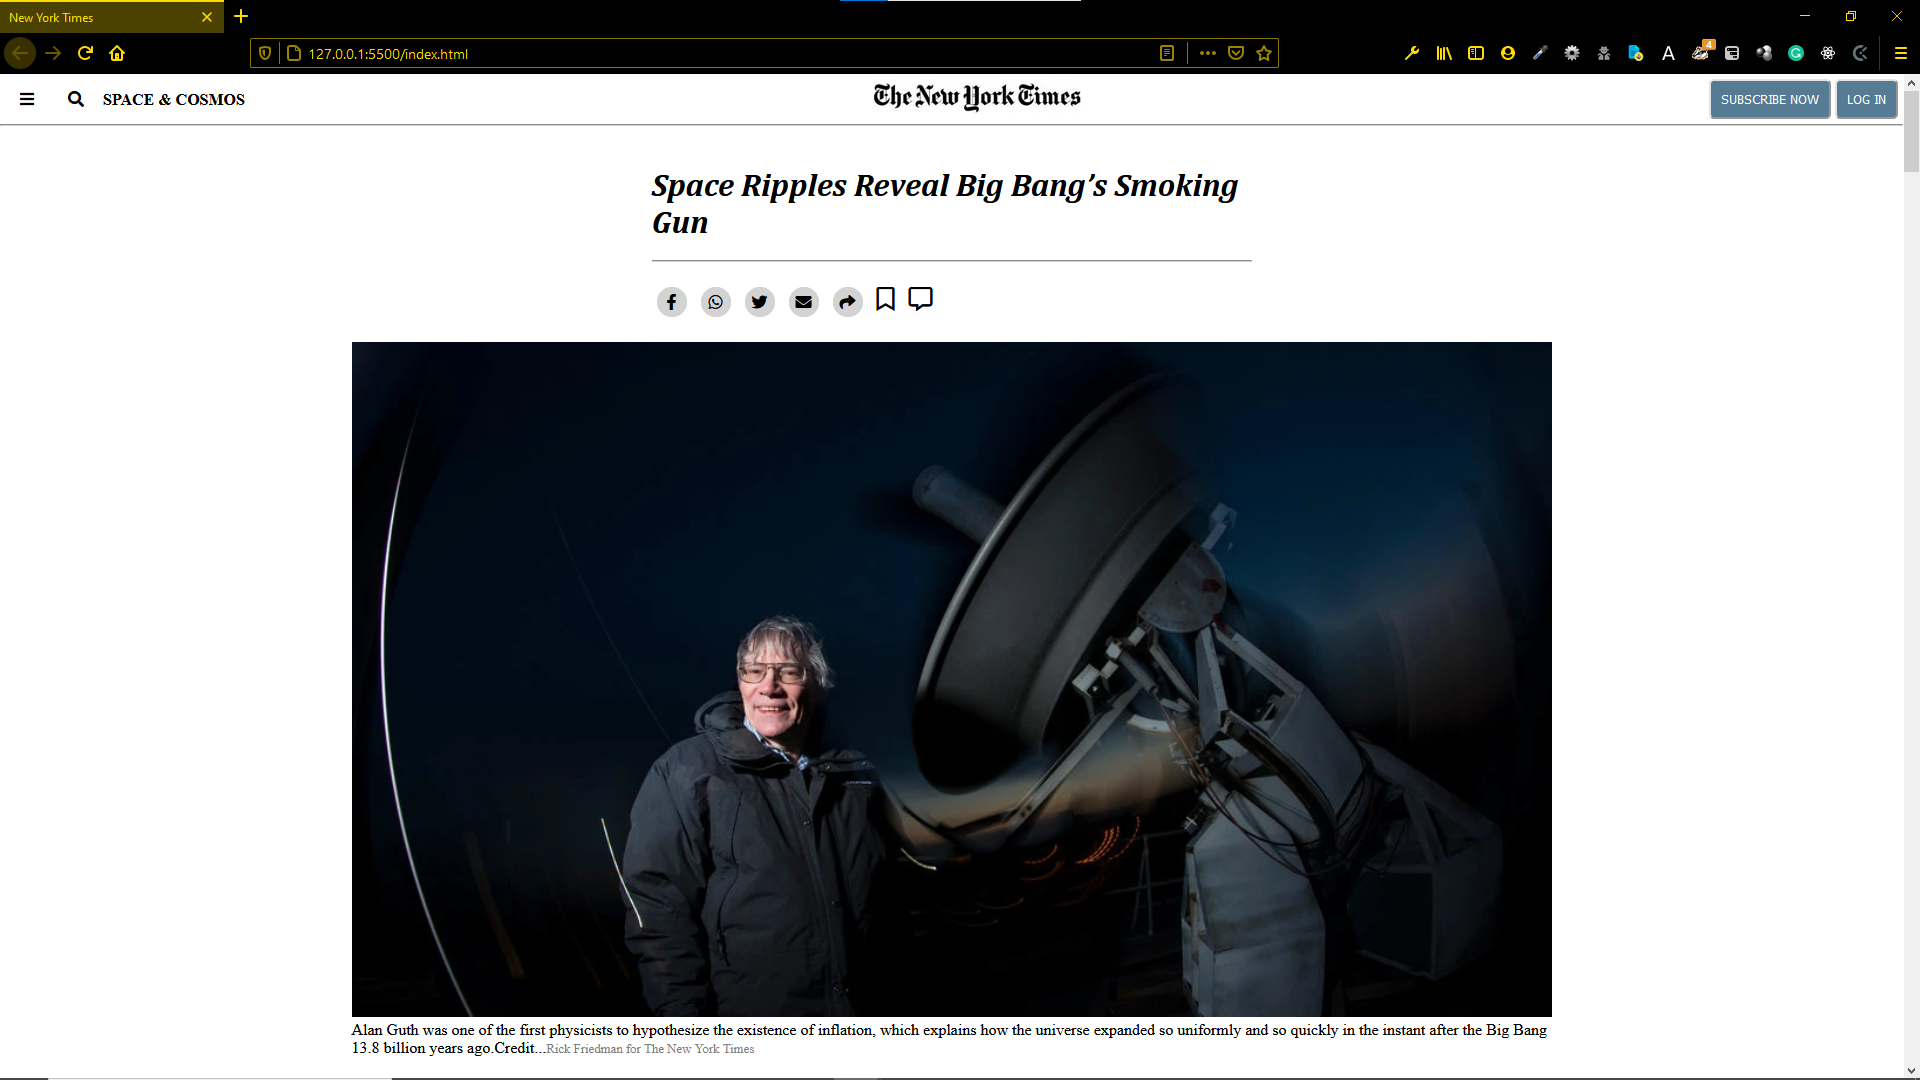 New York Times
127.0.0.1:5500/index.html
A
4
G
SPACE & COSMOS
The New York Times
SUBSCRIBE NOW
LOG IN
Space Ripples Reveal Big Bang’s Smoking
Gun
Alan Guth was one of the first physicists to hypothesize the existence of inflation, which explains how the universe expanded so uniformly and so quickly in the instant after the Big Bang
13.8 billion years ago.Credit...Rick Friedman for The New York Times